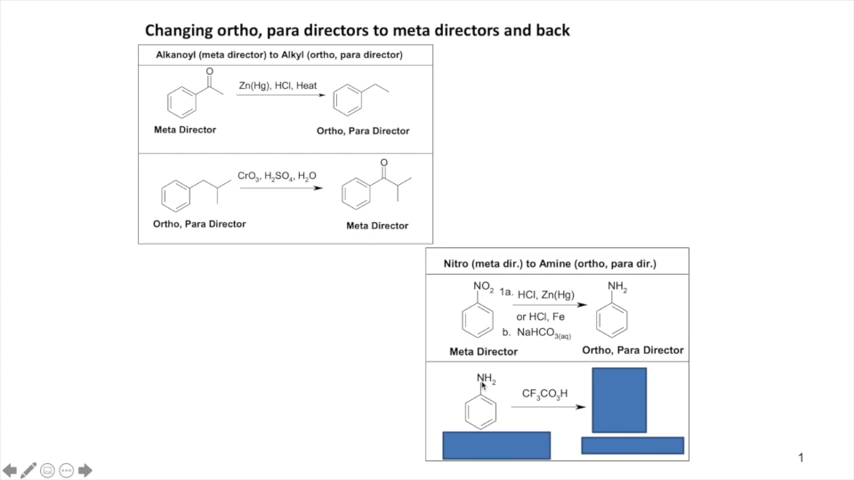 Changing ortho, para directors to meta directors and back
Alkanoyl (meta director) to Alkyl (ortho, para director)
O
Zn(Hg), HCl, Heat
Meta Director
Ortho, Para Director
O
CrO3, H2SO4, H2O
Ortho, Para Director
Meta Director
Nitro (meta dir.) to Amine (ortho, para dir.)
NO2
1a. HCl, Zn(Hg)
NH2
or HCl, Fe
b. NaHCO3(aq)
Meta Director
Ortho, Para Director
NH2
CF3CO3H
1